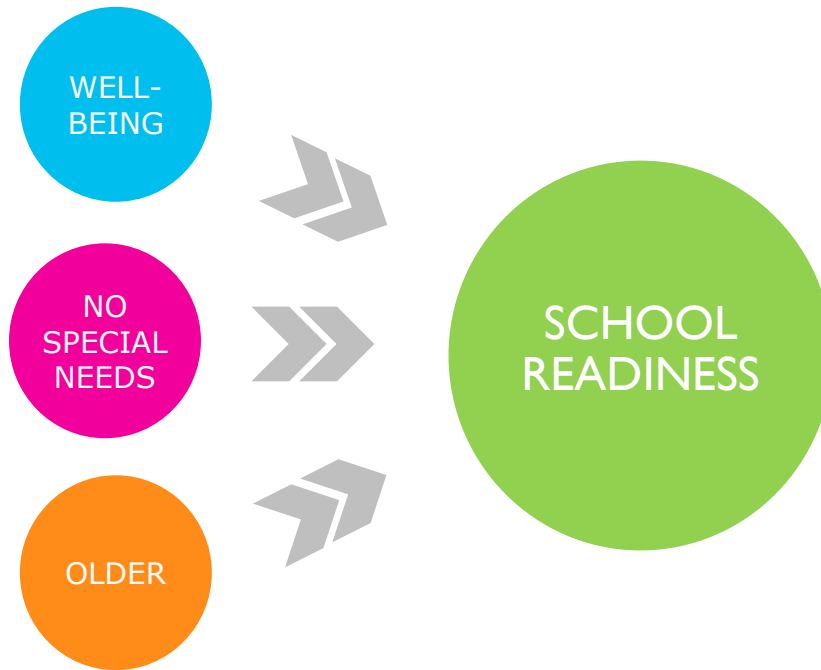 WELL-
BEING
NO
SPECIAL
NEEDS
OLDER
SCHOOL
READINESS